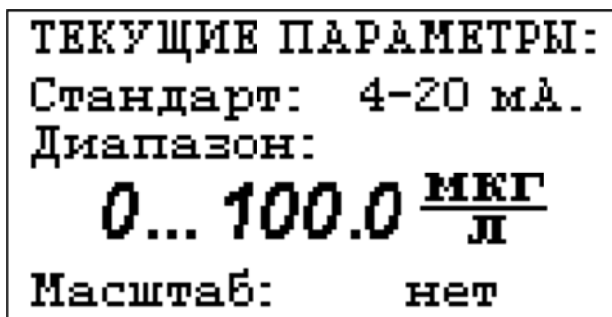 ТЕКУЩИЕ ПАРАМЕТРЫ:
Стандарт: 4-20 мА.
Диапазон:
0... 100.0 мкг/л
Масштаб: нет